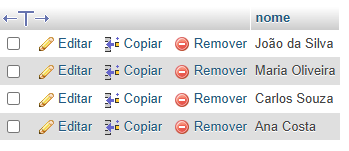 nome
Editar Copiar Remover João da Silva
Editar Copiar Remover Maria Oliveira
Editar Copiar Remover Carlos Souza
Editar Copiar Remover Ana Costa